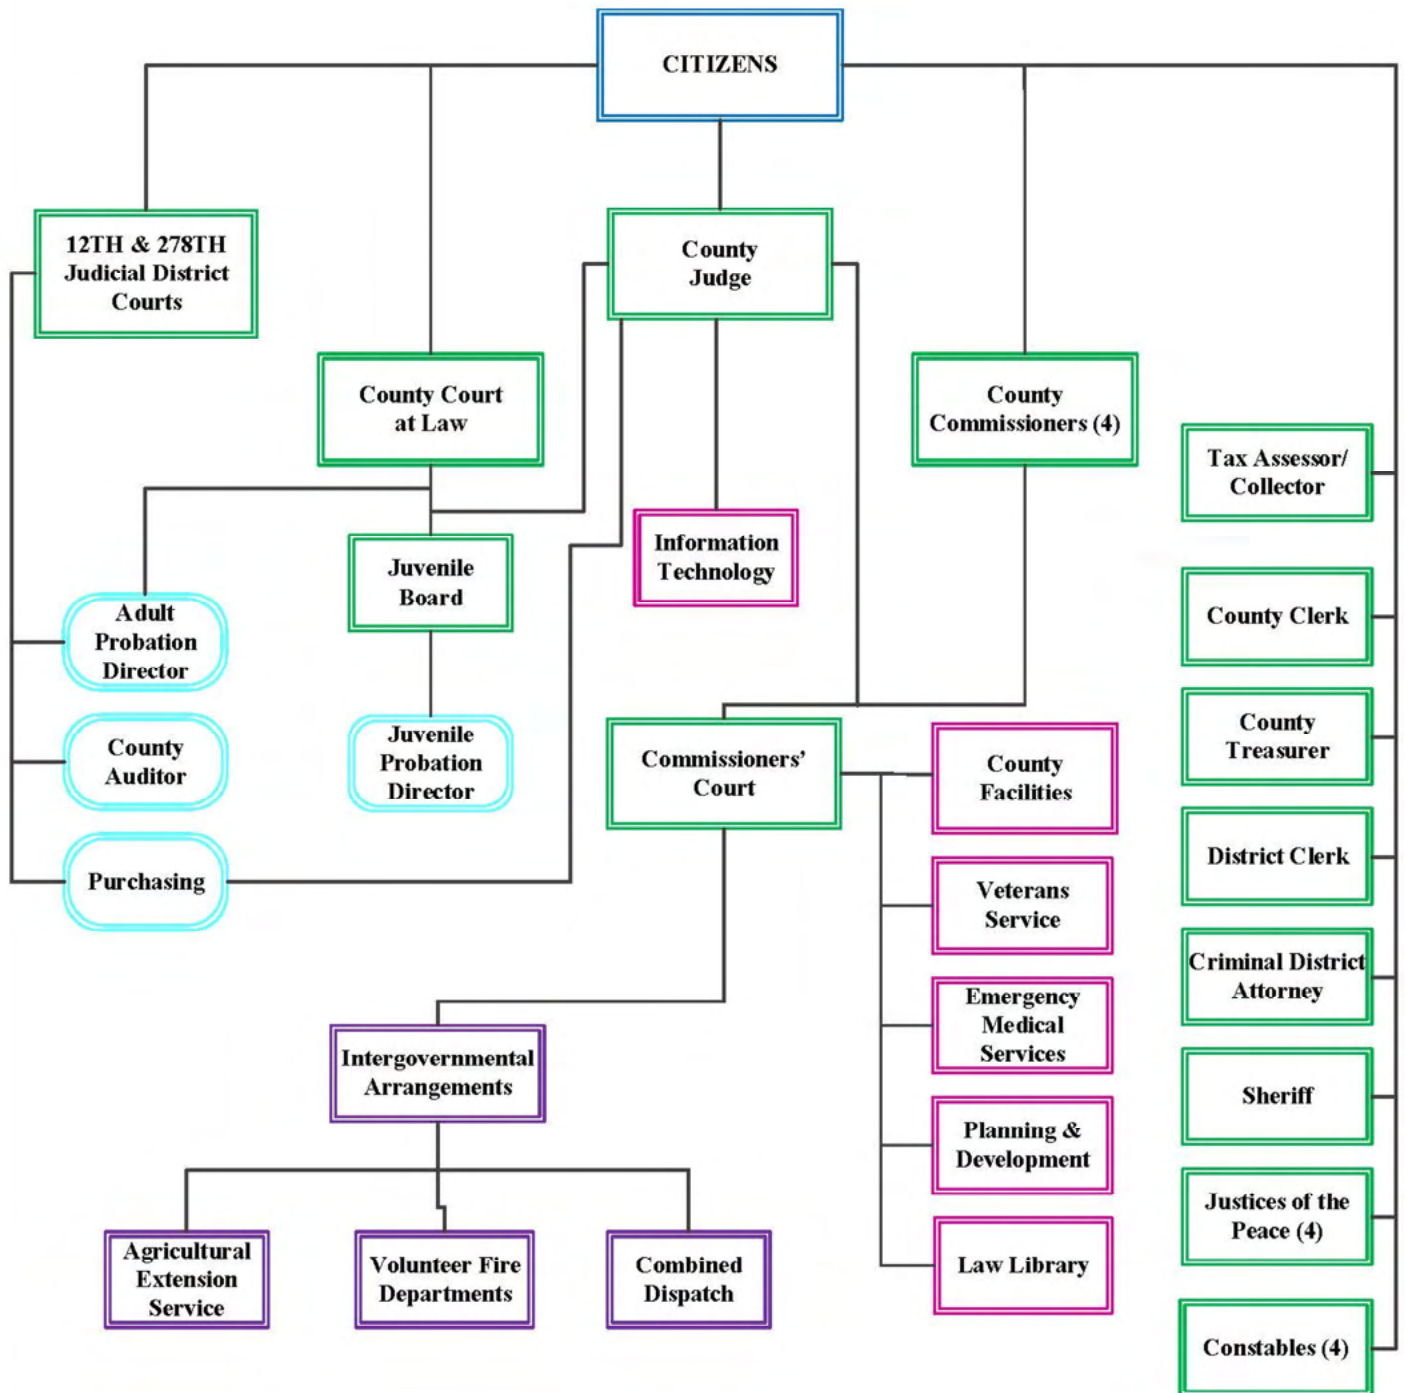 CITIZENS
12TH & 278TH
Judicial District
Courts
County
Judge
County Court
at Law
County
Commissioners (4)
Tax Assessor/
Collector
Information
Technology
Juvenile
Board
County Clerk
Adult
Probation
Director
County
Treasurer
Juvenile
Probation
Director
County
Auditor
Commissioners’
Court
County
Facilities
District Clerk
Purchasing
Veterans
Service
Criminal District
Attorney
Emergency
Medical
Services
Intergovernmental
Arrangements
Sheriff
Planning &
Development
Justices of the
Peace (4)
Agricultural
Extension
Service
Volunteer Fire
Departments
Combined
Dispatch
Law Library
Constables (4)